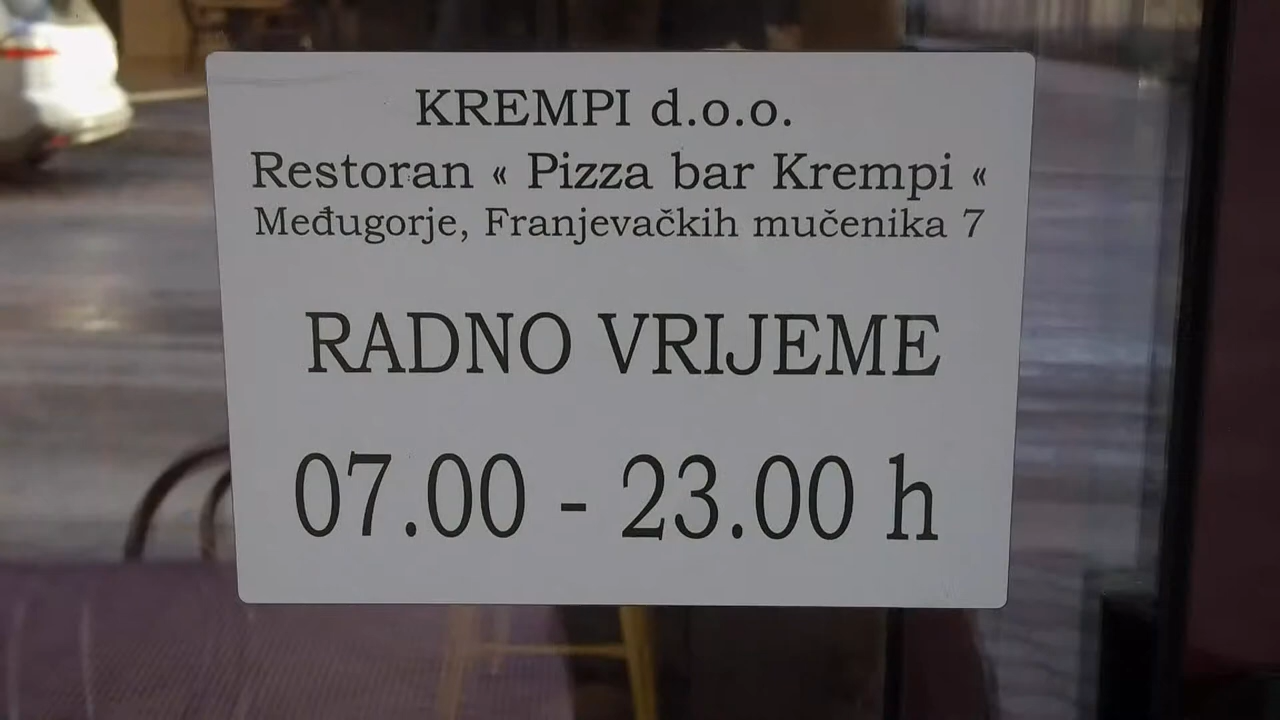 KREMPI d.o.o.
Restoran « Pizza bar Krempi «
Međugorje, Franjevačkih mučenika 7
RADNO VRIJEME
07.00 - 23.00 h